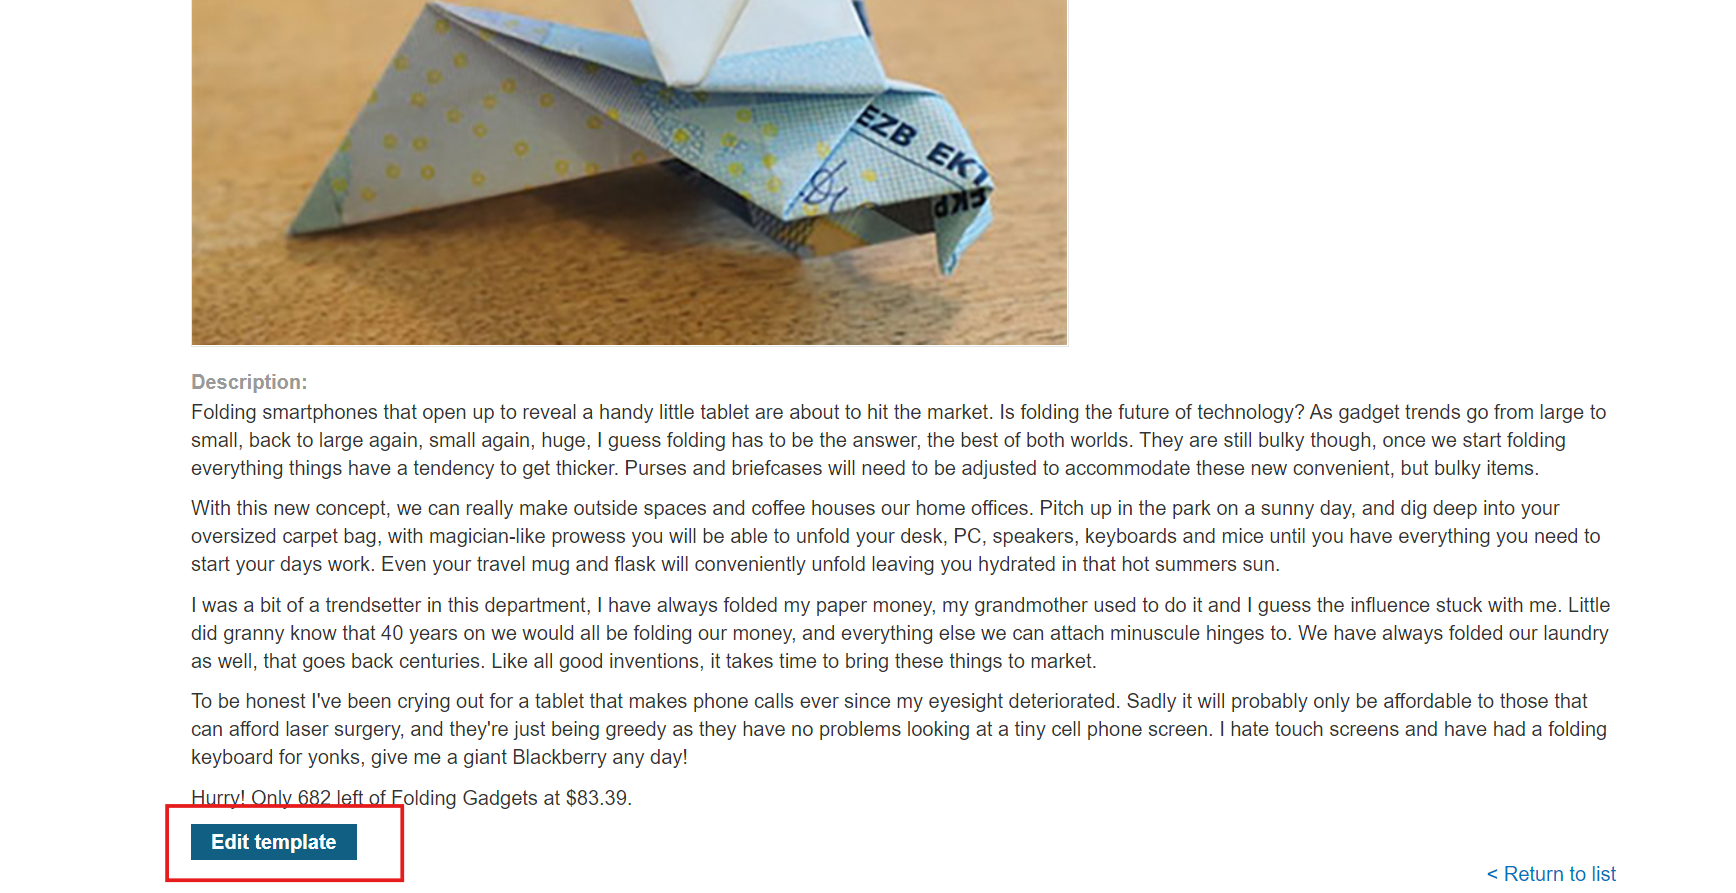 EZB EKT
EKP
Description:
Folding smartphones that open up to reveal a handy little tablet are about to hit the market. Is folding the future of technology? As gadget trends go from large to
small, back to large again, small again, huge, I guess folding has to be the answer, the best of both worlds. They are still bulky though, once we start folding
everything things have a tendency to get thicker. Purses and briefcases will need to be adjusted to accommodate these new convenient, but bulky items.
With this new concept, we can really make outside spaces and coffee houses our home offices. Pitch up in the park on a sunny day, and dig deep into your
oversized carpet bag, with magician-like prowess you will be able to unfold your desk, PC, speakers, keyboards and mice until you have everything you need to
start your days work. Even your travel mug and flask will conveniently unfold leaving you hydrated in that hot summers sun.
I was a bit of a trendsetter in this department, I have always folded my paper money, my grandmother used to do it and I guess the influence stuck with me. Little
did granny know that 40 years on we would all be folding our money, and everything else we can attach minuscule hinges to. We have always folded our laundry
as well, that goes back centuries. Like all good inventions, it takes time to bring these things to market.
To be honest I've been crying out for a tablet that makes phone calls ever since my eyesight deteriorated. Sadly it will probably only be affordable to those that
can afford laser surgery, and they're just being greedy as they have no problems looking at a tiny cell phone screen. I hate touch screens and have had a folding
keyboard for yonks, give me a giant Blackberry any day!
Hurry! Only 682 left of Folding Gadgets at $83.39.
Edit template
< Return to list